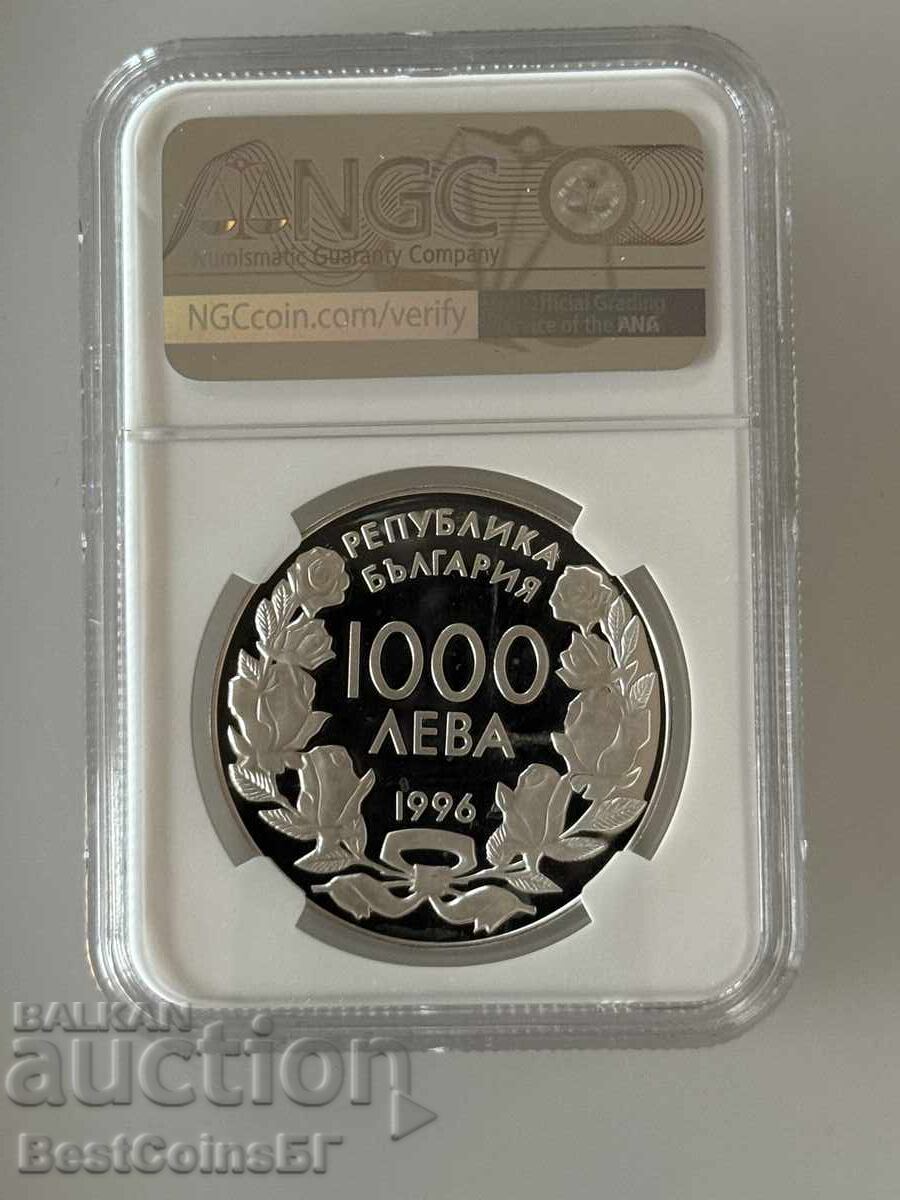 NGC
Numismatic Guaranty Company
NGCcoin.com/verify
Official Grading
Service of the ANA
РЕПУБЛИКА
БЪЛГАРИЯ
1000
ЛЕВА
1996
BALKAN
auction
BestCoinsБГ